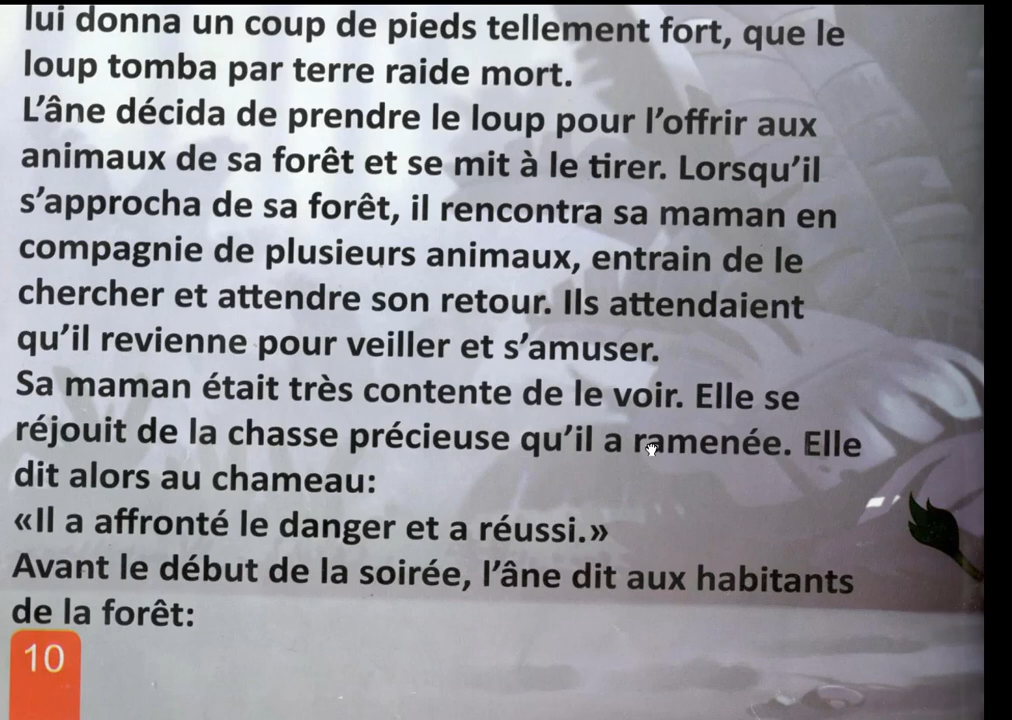 lui donna un coup de pieds tellement fort, que le
loup tomba par terre raide mort.
L'âne décida de prendre le loup pour l'offrir aux
animaux de sa forêt et se mit à le tirer. Lorsqu'il
s'approcha de sa forêt, il rencontra sa maman en
compagnie de plusieurs animaux, entrain de le
chercher et attendre son retour. Ils attendaient
qu'il revienne pour veiller et s'amuser.
Sa maman était très contente de le voir. Elle se
réjouit de la chasse précieuse qu'il a ramenée. Elle
dit alors au chameau:
«Il a affronté le danger et a réussi.»
Avant le début de la soirée, l'âne dit aux habitants
de la forêt:
10